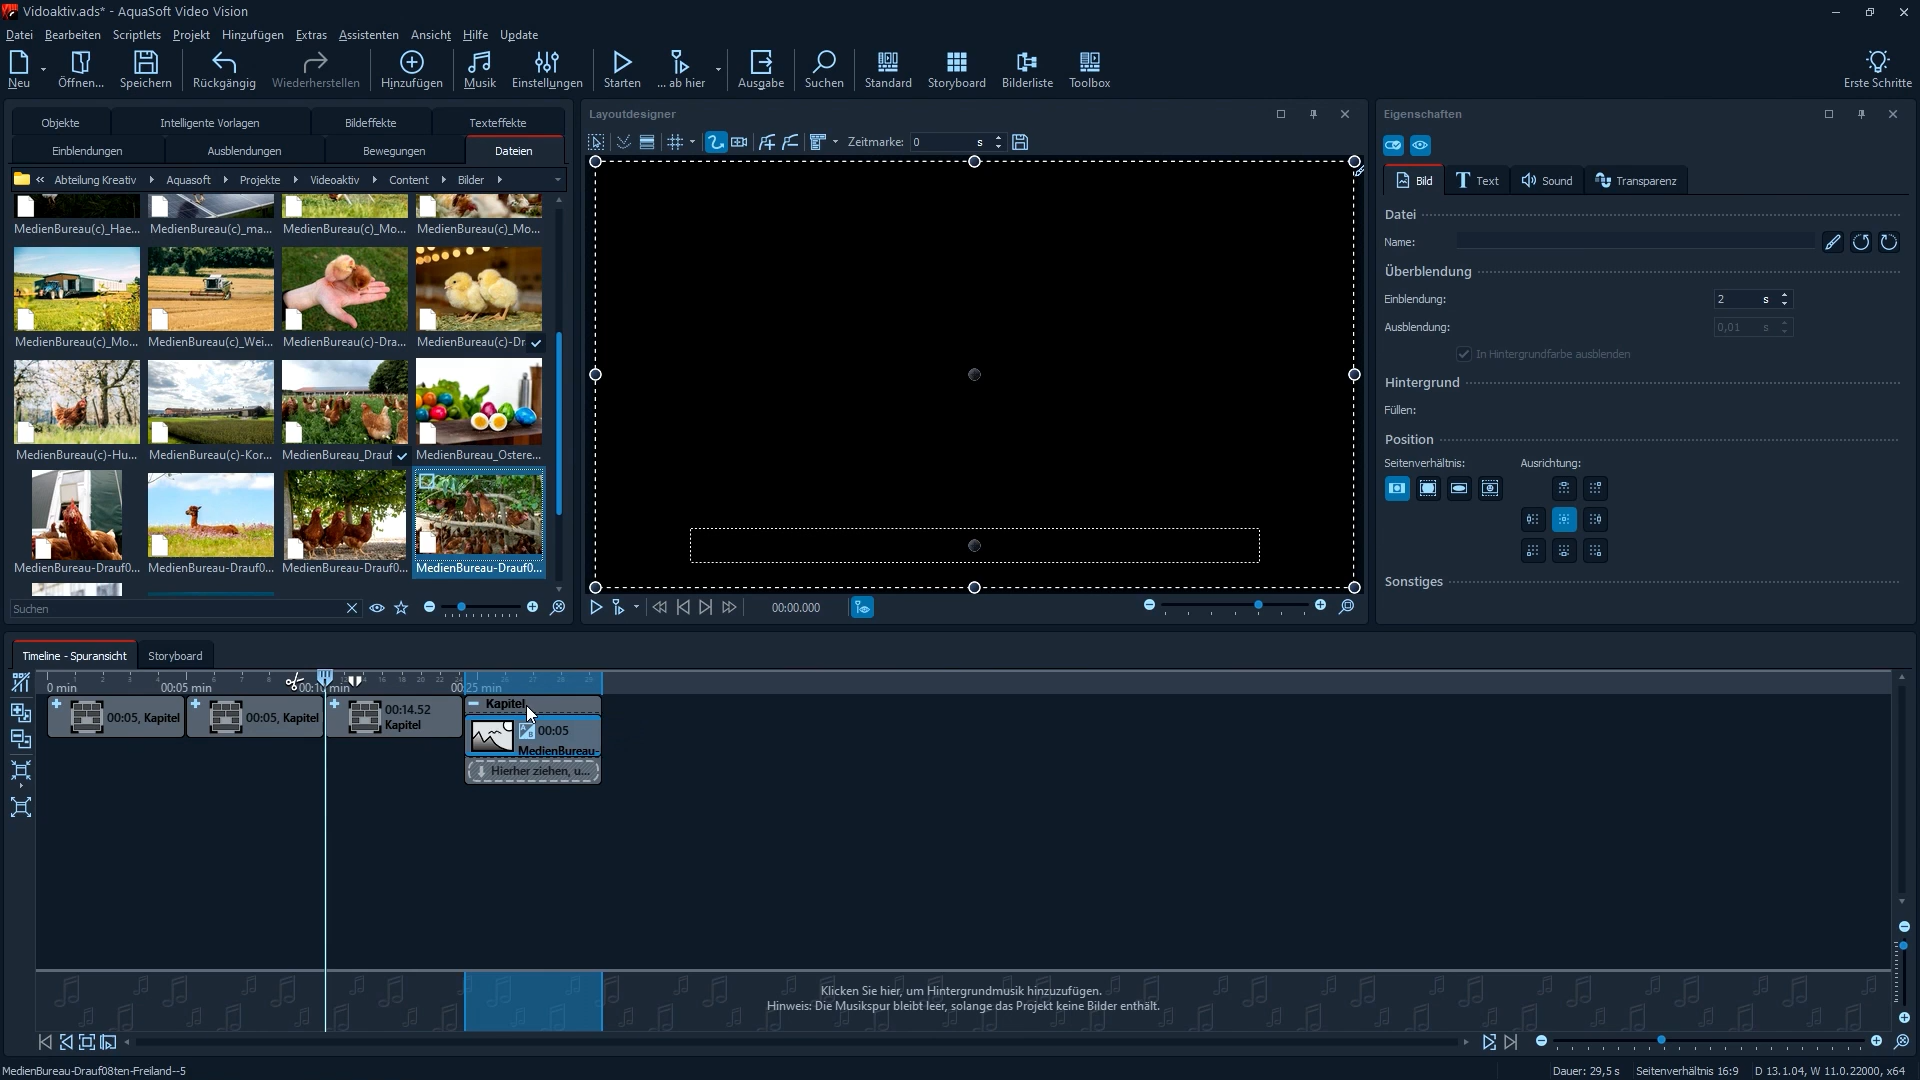 Vidoaktiv.ads* - AquaSoft Video Vision
Datei Bearbeiten Scriptlets Projekt Hinzufügen Extras Assistenten Ansicht Hilfe Update
Neu Öffnen... Speichern Rückgängig Wiederherstellen Hinzufügen Musik Einstellungen Starten ... ab hier Ausgabe Suchen Standard Storyboard Bilderliste Toolbox Erste Schritte
Objekte Intelligente Vorlagen Bildeffekte Texteffekte
Einblendungen Ausblendungen Bewegungen Dateien
Abteilung Kreativ Aquasoft Projekte Videoaktiv Content Bilder
MedienBureau(c)_Hae... MedienBureau(c)_ma... MedienBureau(c)_Mo... MedienBureau(c)_Mo...
MedienBureau(c)_Mo... MedienBureau(c)_Wei... MedienBureau(c)-Dra... MedienBureau(c)-Dr
MedienBureau(c)-Hu... MedienBureau(c)-Kor... MedienBureau_Drauf MedienBureau_Ostere...
MedienBureau-Drauf0... MedienBureau-Drauf0... MedienBureau-Drauf0... MedienBureau-Drauf0...
Suchen
Layoutdesigner
Zeitmarke: 0 s
00:00.000
Eigenschaften
Bild Text Sound Transparenz
Datei
Name:
Überblendung
Einblendung: 2 s
Ausblendung: 0,01 s
In Hintergrundfarbe ausblenden
Hintergrund
Füllen:
Position
Seitenverhältnis: Ausrichtung:
Sonstiges
Timeline - Spuransicht Storyboard
0 min 00:05 min 00:10 min 00:25 min
00:05, Kapitel 00:05, Kapitel 00:14.52
Kapitel
Kapitel
00:05
MedienBureau-
Hierher ziehen, u...
Klicken Sie hier, um Hintergrundmusik hinzuzufügen.
Hinweis: Die Musikspur bleibt leer, solange das Projekt keine Bilder enthält.
MedienBureau-Drauf08ten-Freiland--5 Dauer: 29,5 s Seitenverhältnis 16:9 D 13.1.04, W 11.0.22000, x64